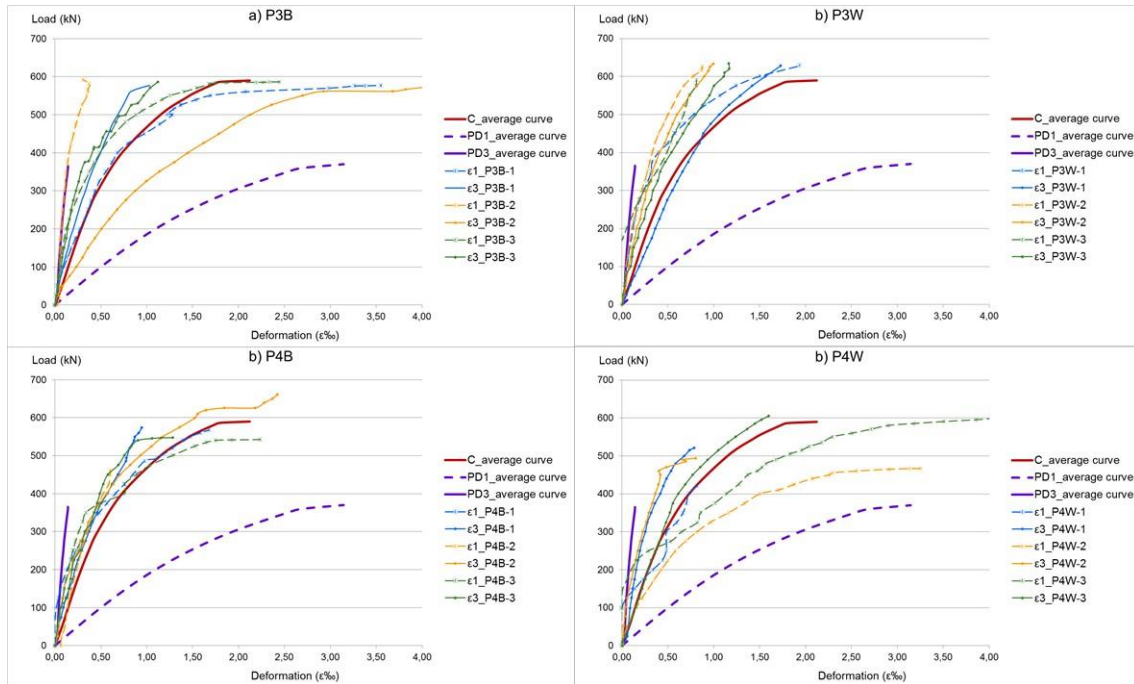 a) P3B
Load (kN)
700
600
500
400
300
200
100
0
0,00 0,50 1,00 1,50 2,00 2,50 3,00 3,50 4,00
Deformation (ε‰)
C_average curve
PD1_average curve
PD3_average curve
ε1_P3B-1
ε3_P3B-1
ε1_P3B-2
ε3_P3B-2
ε1_P3B-3
ε3_P3B-3
b) P3W
Load (kN)
700
600
500
400
300
200
100
0
0,00 0,50 1,00 1,50 2,00 2,50 3,00 3,50 4,00
Deformation (ε‰)
C_average curve
PD1_average curve
PD3_average curve
ε1_P3W-1
ε3_P3W-1
ε1_P3W-2
ε3_P3W-2
ε1_P3W-3
ε3_P3W-3
b) P4B
Load (kN)
700
600
500
400
300
200
100
0
0,00 0,50 1,00 1,50 2,00 2,50 3,00 3,50 4,00
Deformation (ε‰)
C_average curve
PD1_average curve
PD3_average curve
ε1_P4B-1
ε3_P4B-1
ε1_P4B-2
ε3_P4B-2
ε1_P4B-3
ε3_P4B-3
b) P4W
Load (kN)
700
600
500
400
300
200
100
0
0,00 0,50 1,00 1,50 2,00 2,50 3,00 3,50 4,00
Deformation (ε‰)
C_average curve
PD1_average curve
PD3_average curve
ε1_P4W-1
ε3_P4W-1
ε1_P4W-2
ε3_P4W-2
ε1_P4W-3
ε3_P4W-3